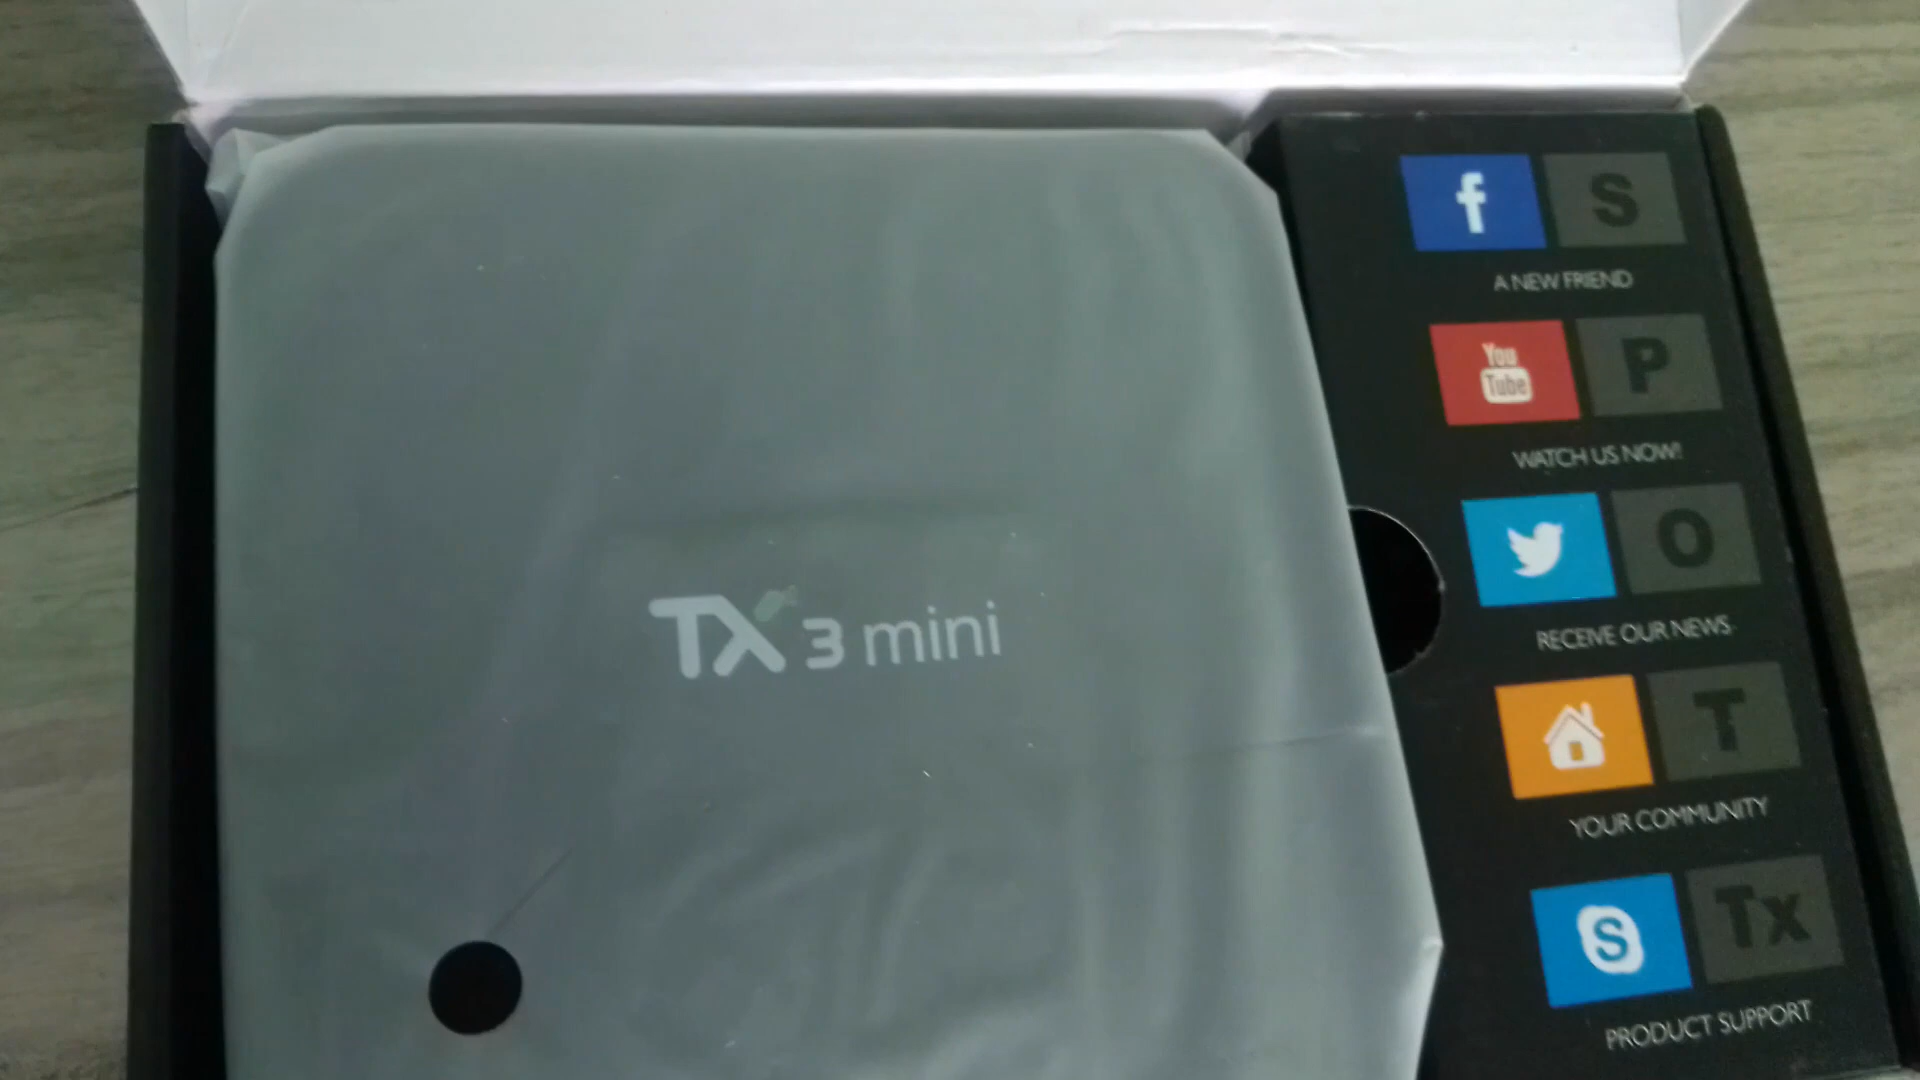 TX 3 mini
f S
A NEW FRIEND
You
Tube P
WATCH US NOW!
O
RECEIVE OUR NEWS
T
YOUR COMMUNITY
S Tx
PRODUCT SUPPORT